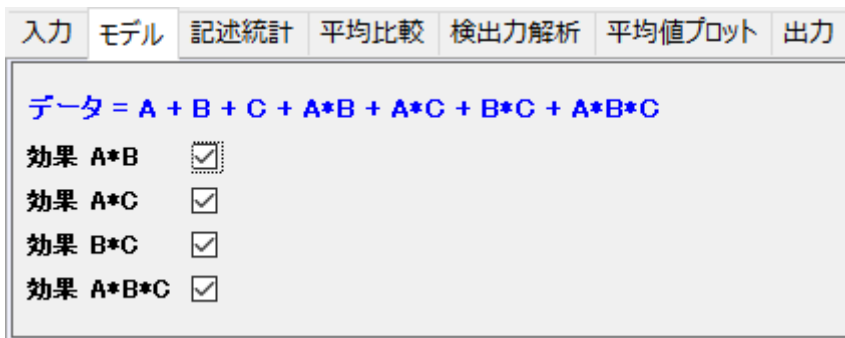 入力 モデル 記述統計 平均比較 検出力解析 平均値プロット 出力
データ = A + B + C + A*B + A*C + B*C + A*B*C
効果 A*B
効果 A*C
効果 B*C
効果 A*B*C